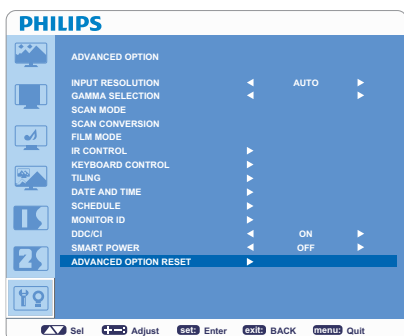 PHILIPS
ADVANCED OPTION
INPUT RESOLUTION AUTO
GAMMA SELECTION
SCAN MODE
SCAN CONVERSION
FILM MODE
IR CONTROL
KEYBOARD CONTROL
TILING
DATE AND TIME
SCHEDULE
MONITOR ID
DDC/CI ON
SMART POWER OFF
ADVANCED OPTION RESET
1
2
Sel Adjust set: Enter exit: BACK menu: Quit